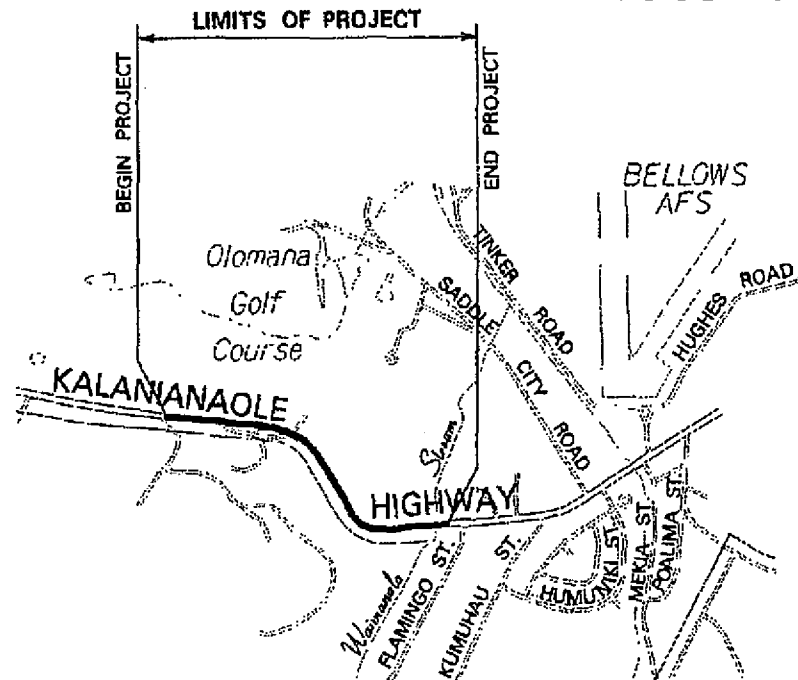 LIMITS OF PROJECT
BEGIN PROJECT
END PROJECT
BELLOWS
AFS
Olomana
Golf
Course
TINKER ROAD
SADDLE CITY ROAD
HUGHES ROAD
KALANIANAOLE
HIGHWAY
Stream
Waimanalo
FLAMINGO ST.
KUMUHAU ST.
HUMUNIKI ST.
MEKIA ST.
POALIMA ST.